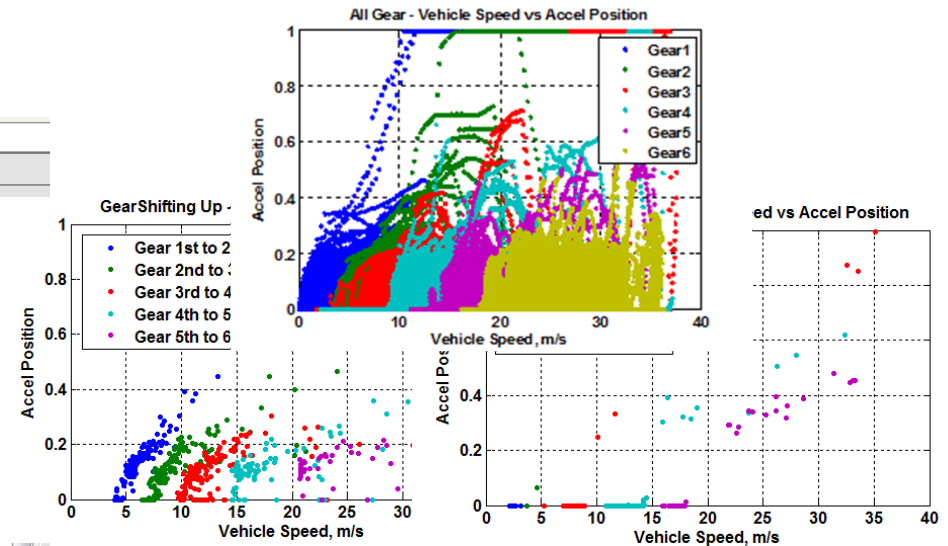 All Gear - Vehicle Speed vs Accel Position
1
0.8
0.6
0.4
0.2
0
Accel Position
0 10 20 30 40
Vehicle Speed, m/s
Gear1
Gear2
Gear3
Gear4
Gear5
Gear6
GearShifting Up -
1
0.8
0.6
0.4
0.2
0
Accel Position
Gear 1st to 2
Gear 2nd to
Gear 3rd to 4
Gear 4th to 5
Gear 5th to 6
0 5 10 15 20 25 30
Vehicle Speed, m/s
ed vs Accel Position
Accel Pos
0.4
0.2
0
0 5 10 15 20 25 30 35 40
Vehicle Speed, m/s